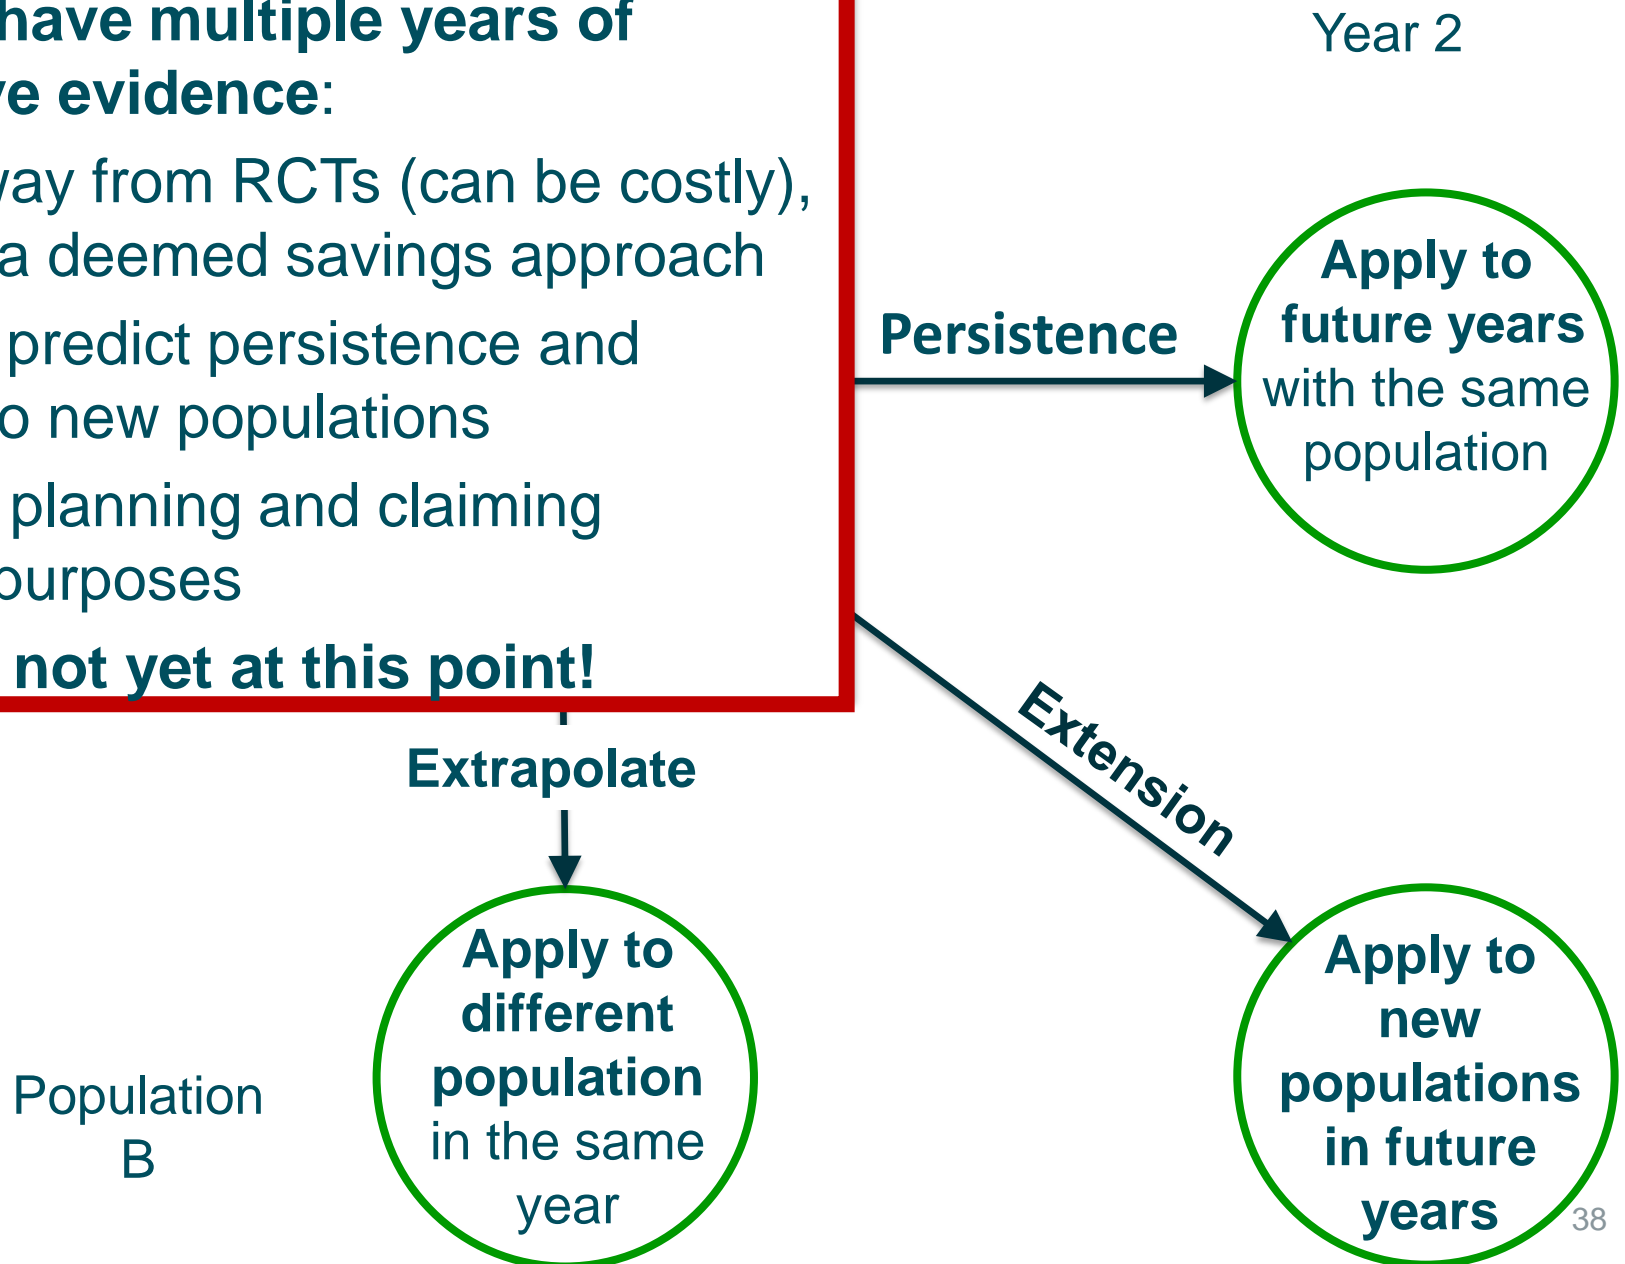 have multiple years of
ve evidence:
way from RCTs (can be costly),
a deemed savings approach
predict persistence and
o new populations
planning and claiming
purposes
not yet at this point!
Year 2
Persistence
Apply to
future years
with the same
population
Extrapolate
Extension
Population
B
Apply to
different
population
in the same
year
Apply to
new
populations
in future
years
38